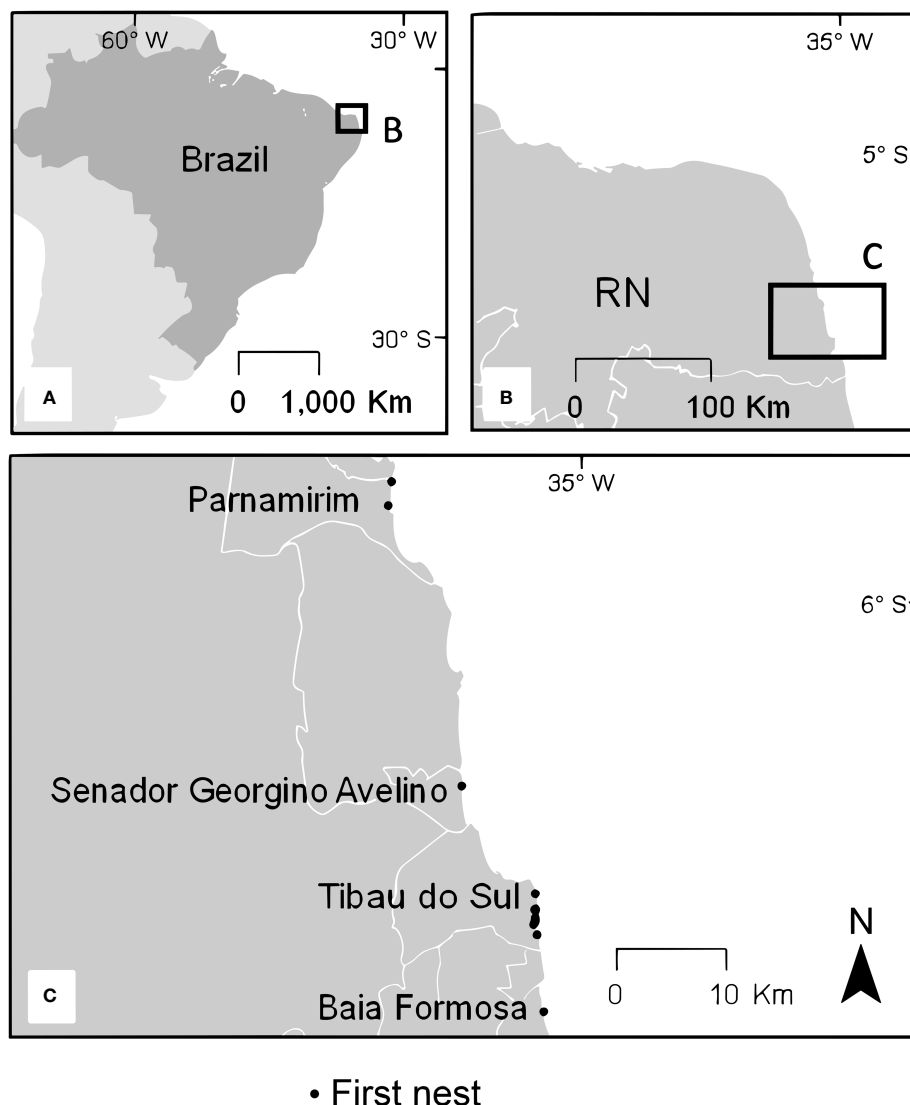 60° W
30° W
B
Brazil
30° S
0 1,000 Km
A
35° W
5° S
C
RN
0 100 Km
B
35° W
Parnamirim
6° S
Senador Georgino Avelino
Tibau do Sul
N
0 10 Km
C
Baia Formosa
• First nest